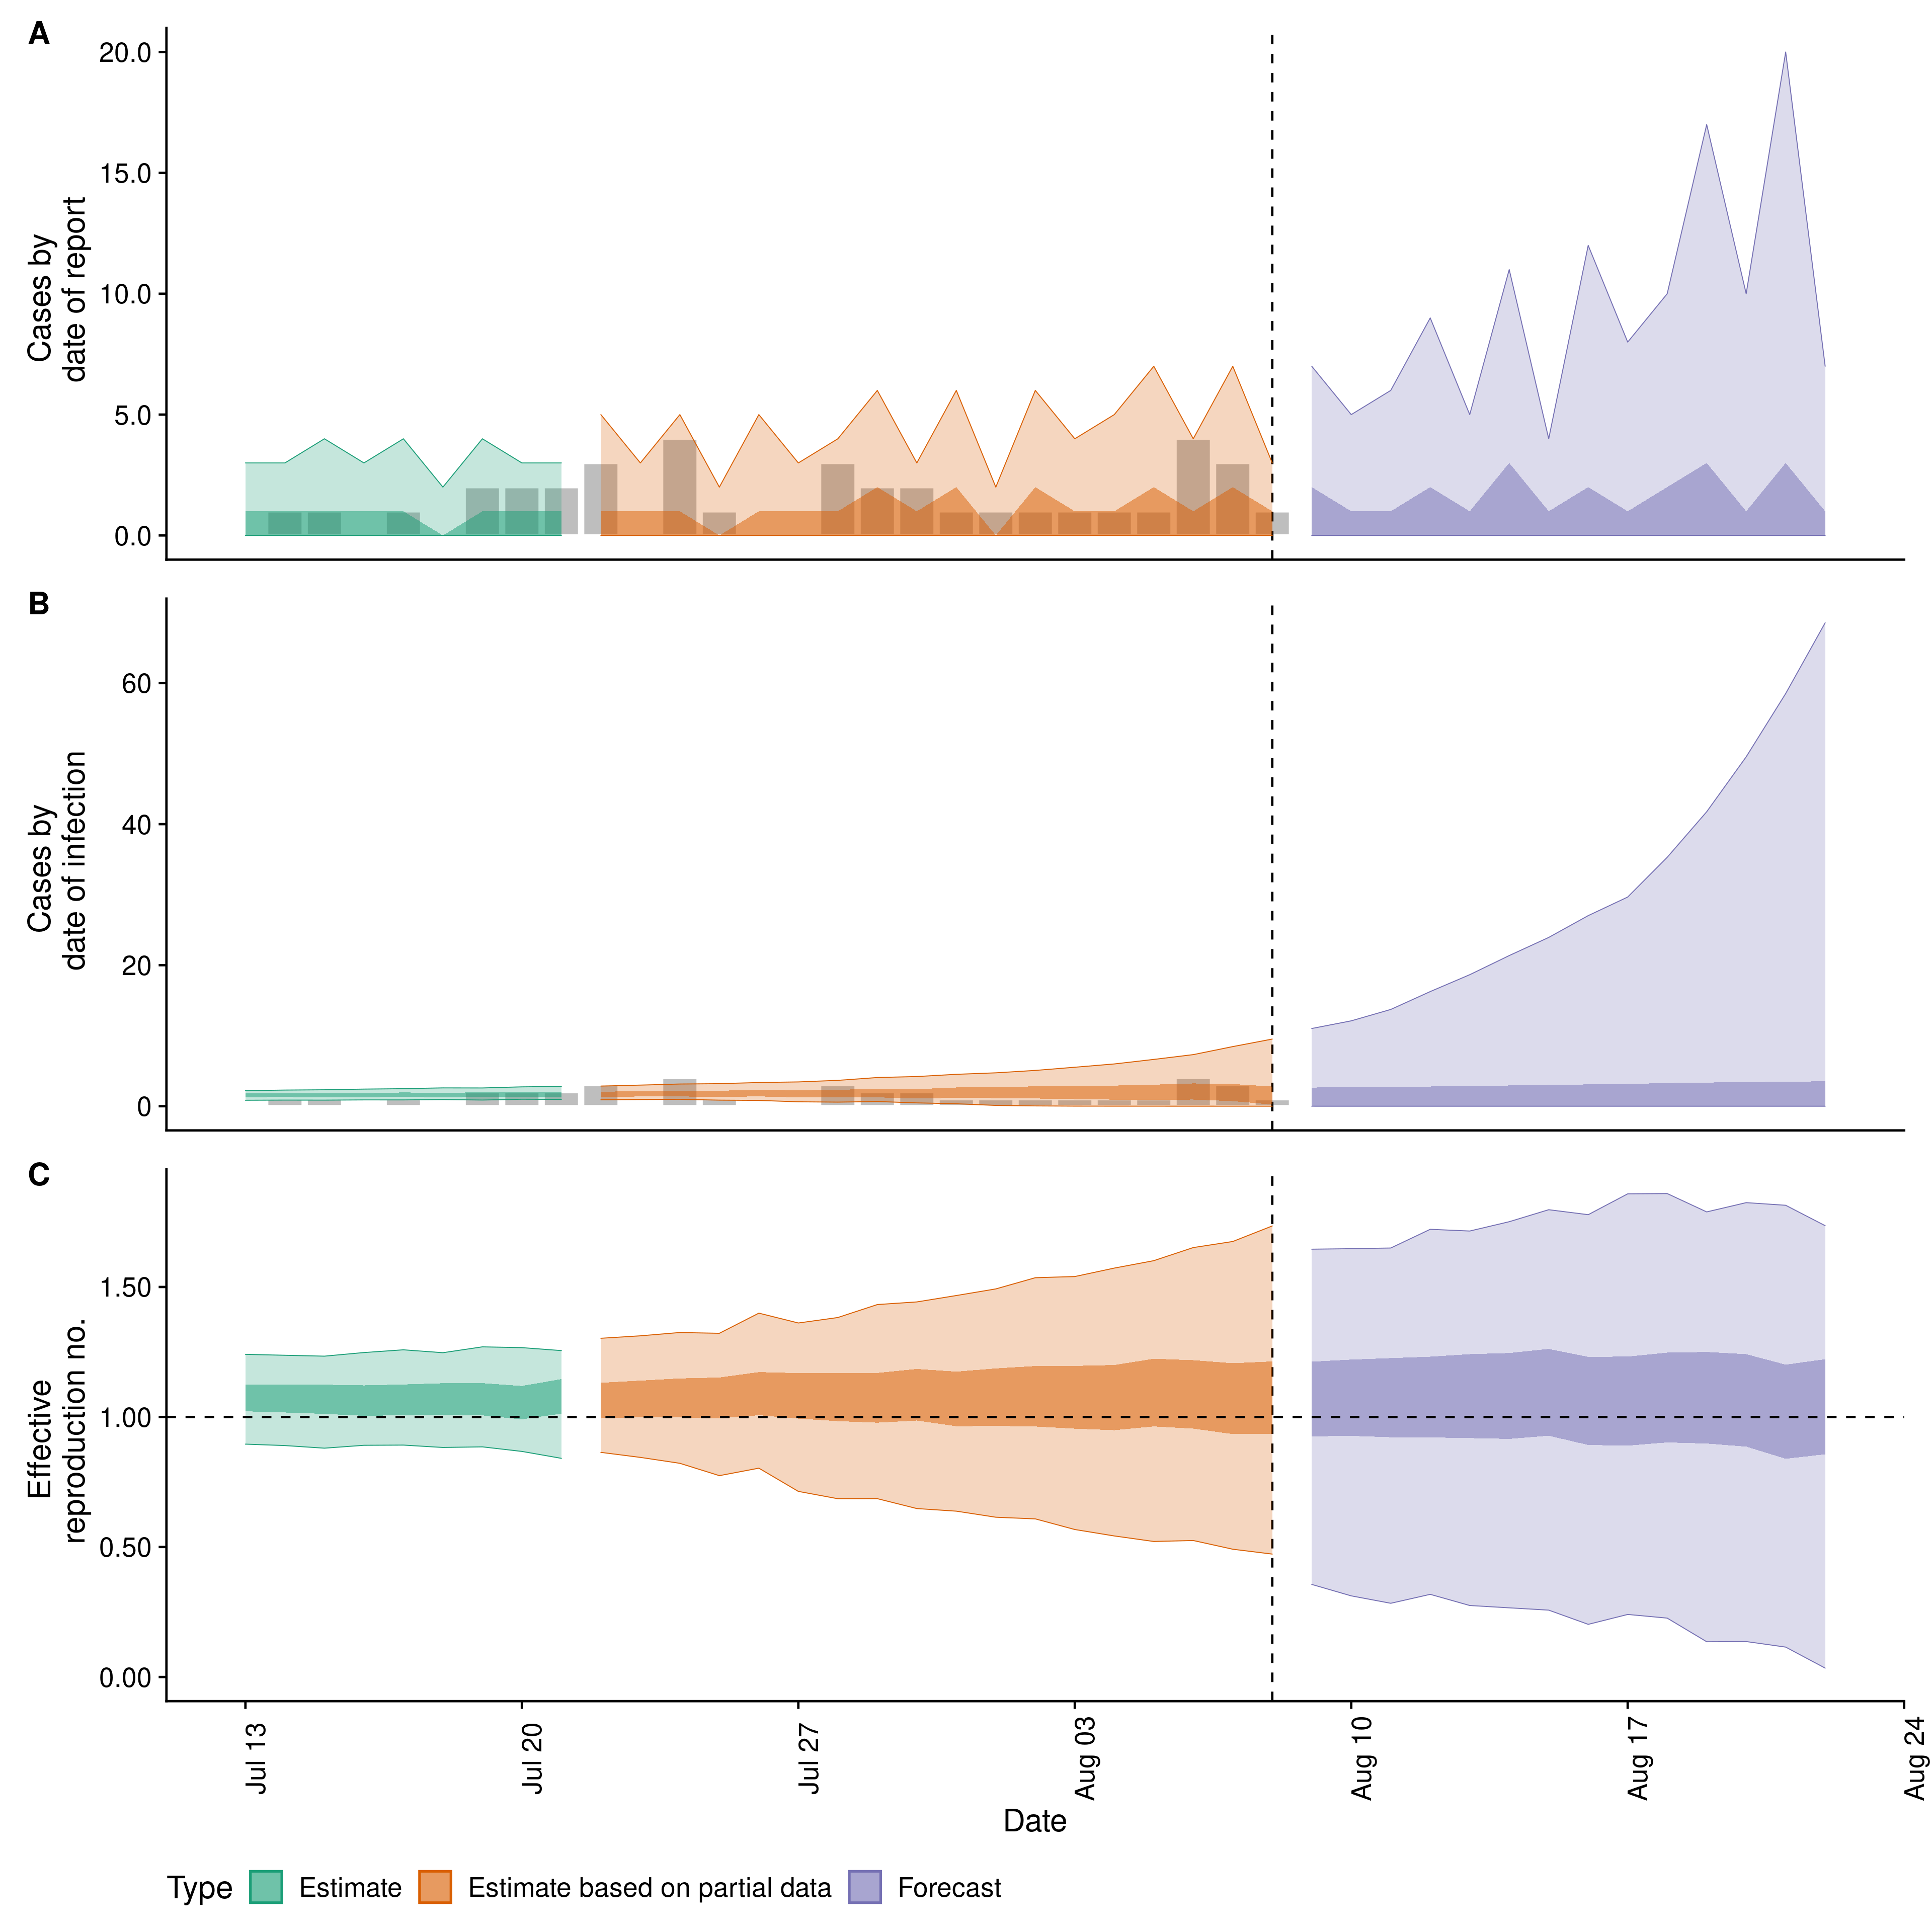 A
20.0
15.0
10.0
5.0
0.0
Cases by
date of report
B
60
40
20
0
Cases by
date of infection
C
1.50
1.00
0.50
0.00
Effective
reproduction no.
Jul 13
Jul 20
Jul 27
Aug 03
Aug 10
Aug 17
Aug 24
Date
Type Estimate Estimate based on partial data Forecast